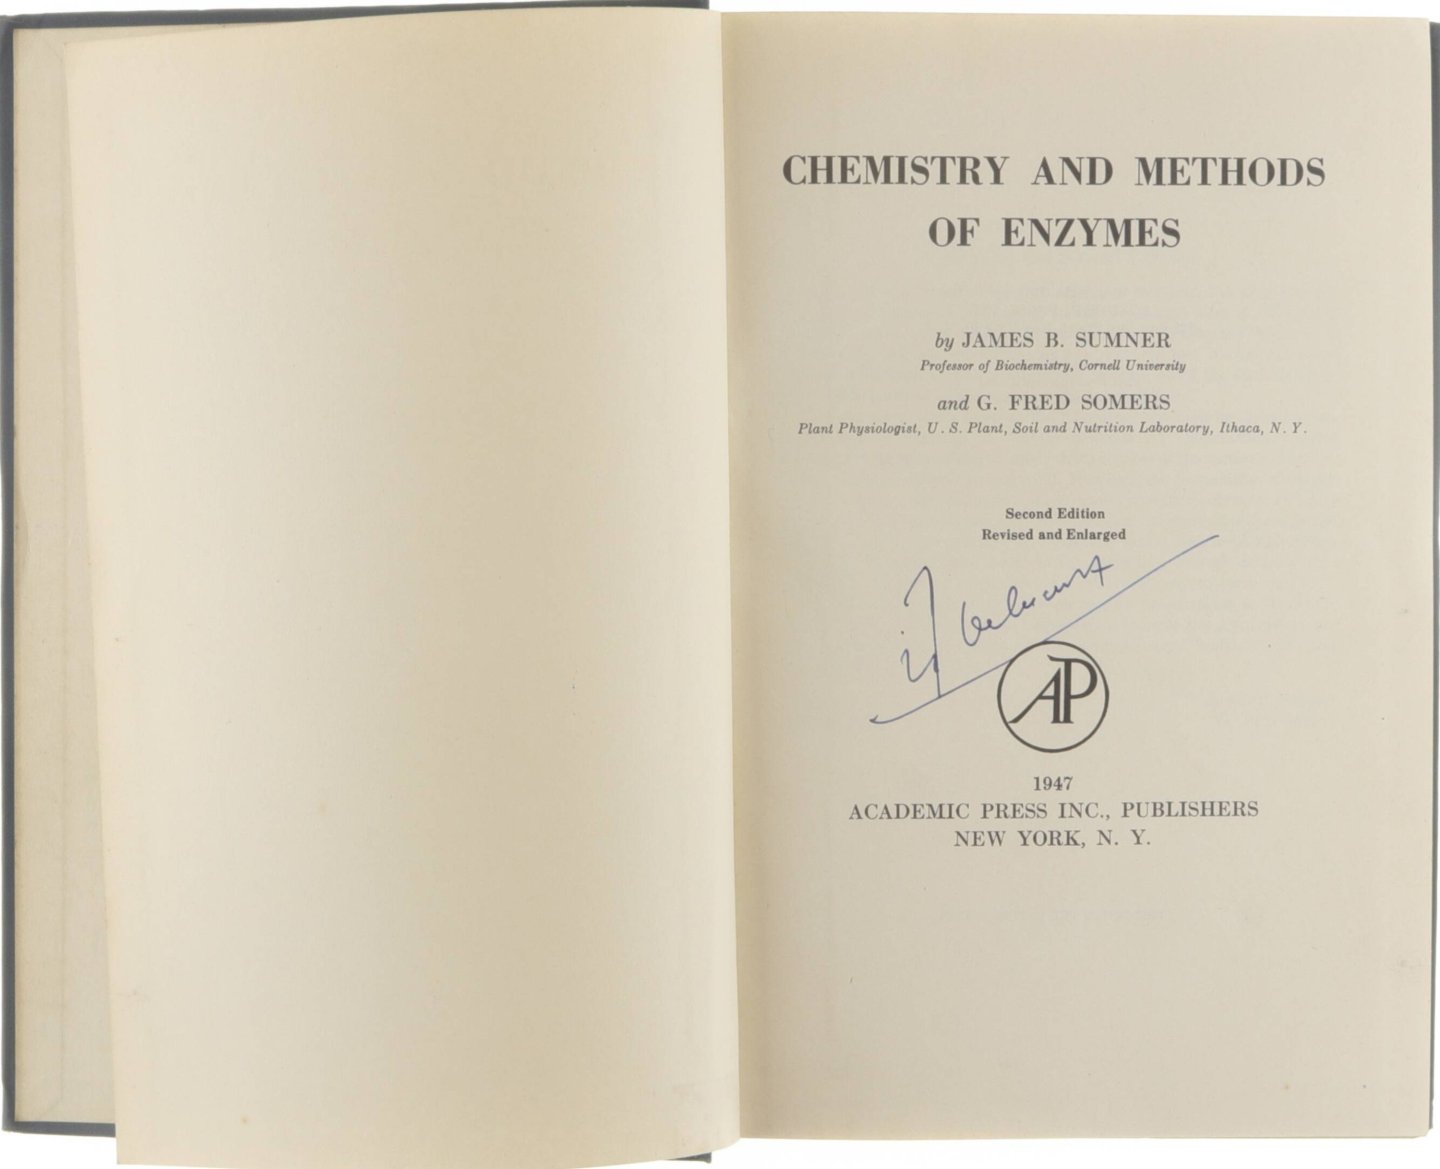 CHEMISTRY AND METHODS
OF ENZYMES
by JAMES B. SUMNER
Professor of Biochemistry, Cornell University
and G. FRED SOMERS
Plant Physiologist, U. S. Plant, Soil and Nutrition Laboratory, Ithaca, N. Y.
Second Edition
Revised and Enlarged
AP
1947
ACADEMIC PRESS INC., PUBLISHERS
NEW YORK, N. Y.